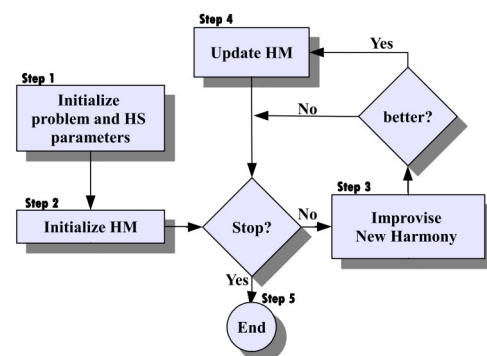 Step 1
Initialize
problem and HS
parameters
Step 2
Initialize HM
Step 4
Update HM
Yes
No
better?
Stop?
No
Step 3
Improvise
New Harmony
Yes
Step 5
End